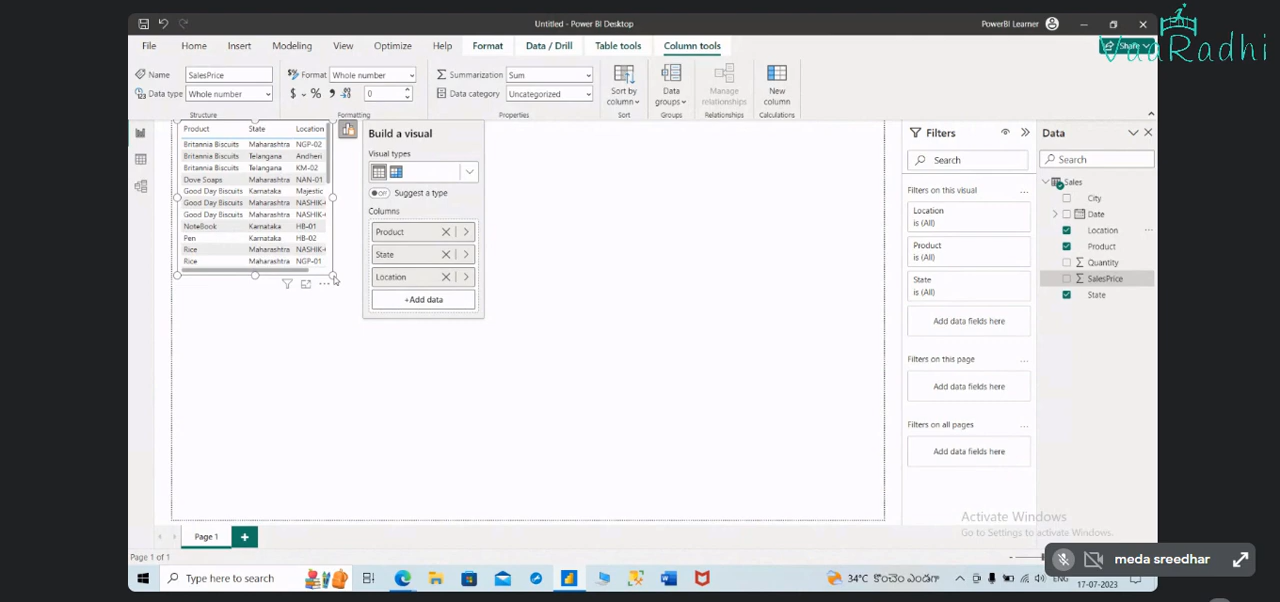 Untitled - Power BI Desktop
PowerBI Learner
VaaRadhi
File Home Insert Modeling View Optimize Help Format Data / Drill Table tools Column tools
Share
Name SalesPrice
Format Whole number
Summarization Sum
Data type Whole number
$ % 0
Data category Uncategorized
Sort by column
Data groups
Manage relationships
New column
Structure Formatting Properties Sort Groups Relationships Calculations
Product State Location
Britannia Biscuits Maharashtra NGP-02
Britannia Biscuits Telangana Andheri
Britannia Biscuits Telangana KM-02
Dove Soaps Maharashtra NAN-01
Good Day Biscuits Karnataka Majestic
Good Day Biscuits Maharashtra NASHIK-
Good Day Biscuits Maharashtra NASHIK-
NoteBook Karnataka HB-01
Pen Karnataka HB-02
Rice Maharashtra NASHIK-
Rice Maharashtra NGP-01
Build a visual
Visual types
Off Suggest a type
Columns
Product
State
Location
+Add data
Filters
Search
Filters on this visual ...
Location
is (All)
Product
is (All)
State
is (All)
Add data fields here
Filters on this page ...
Add data fields here
Filters on all pages ...
Add data fields here
Data
Search
Sales
City
Date
Location ...
Product
Σ Quantity
Σ SalesPrice
State
Activate Windows
Go to Settings to activate Windows.
Page 1 +
Page 1 of 1
meda sreedhar
Type here to search
34°C కొంచెం ఎండగా
ENG
17-07-2023